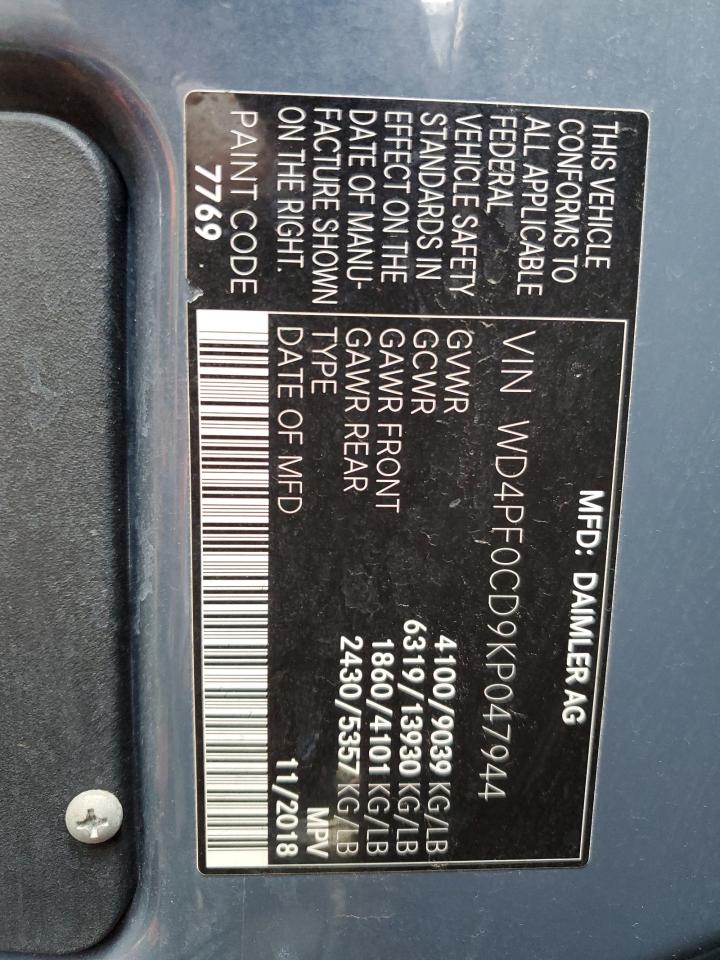 MFD: DAIMLER AG
THIS VEHICLE
CONFORMS TO
ALL APPLICABLE
FEDERAL
VEHICLE SAFETY
STANDARDS IN
EFFECT ON THE
DATE OF MANU-
FACTURE SHOWN
ON THE RIGHT.
PAINT CODE
7769
VIN WD4PF0CD9KP047944
GVWR 4100/9039 KG/LB
GCWR 6319/13930 KG/LB
GAWR FRONT 1860/4101 KG/LB
GAWR REAR 2430/5357 KG/LB
TYPE MPV
DATE OF MFD 11/2018